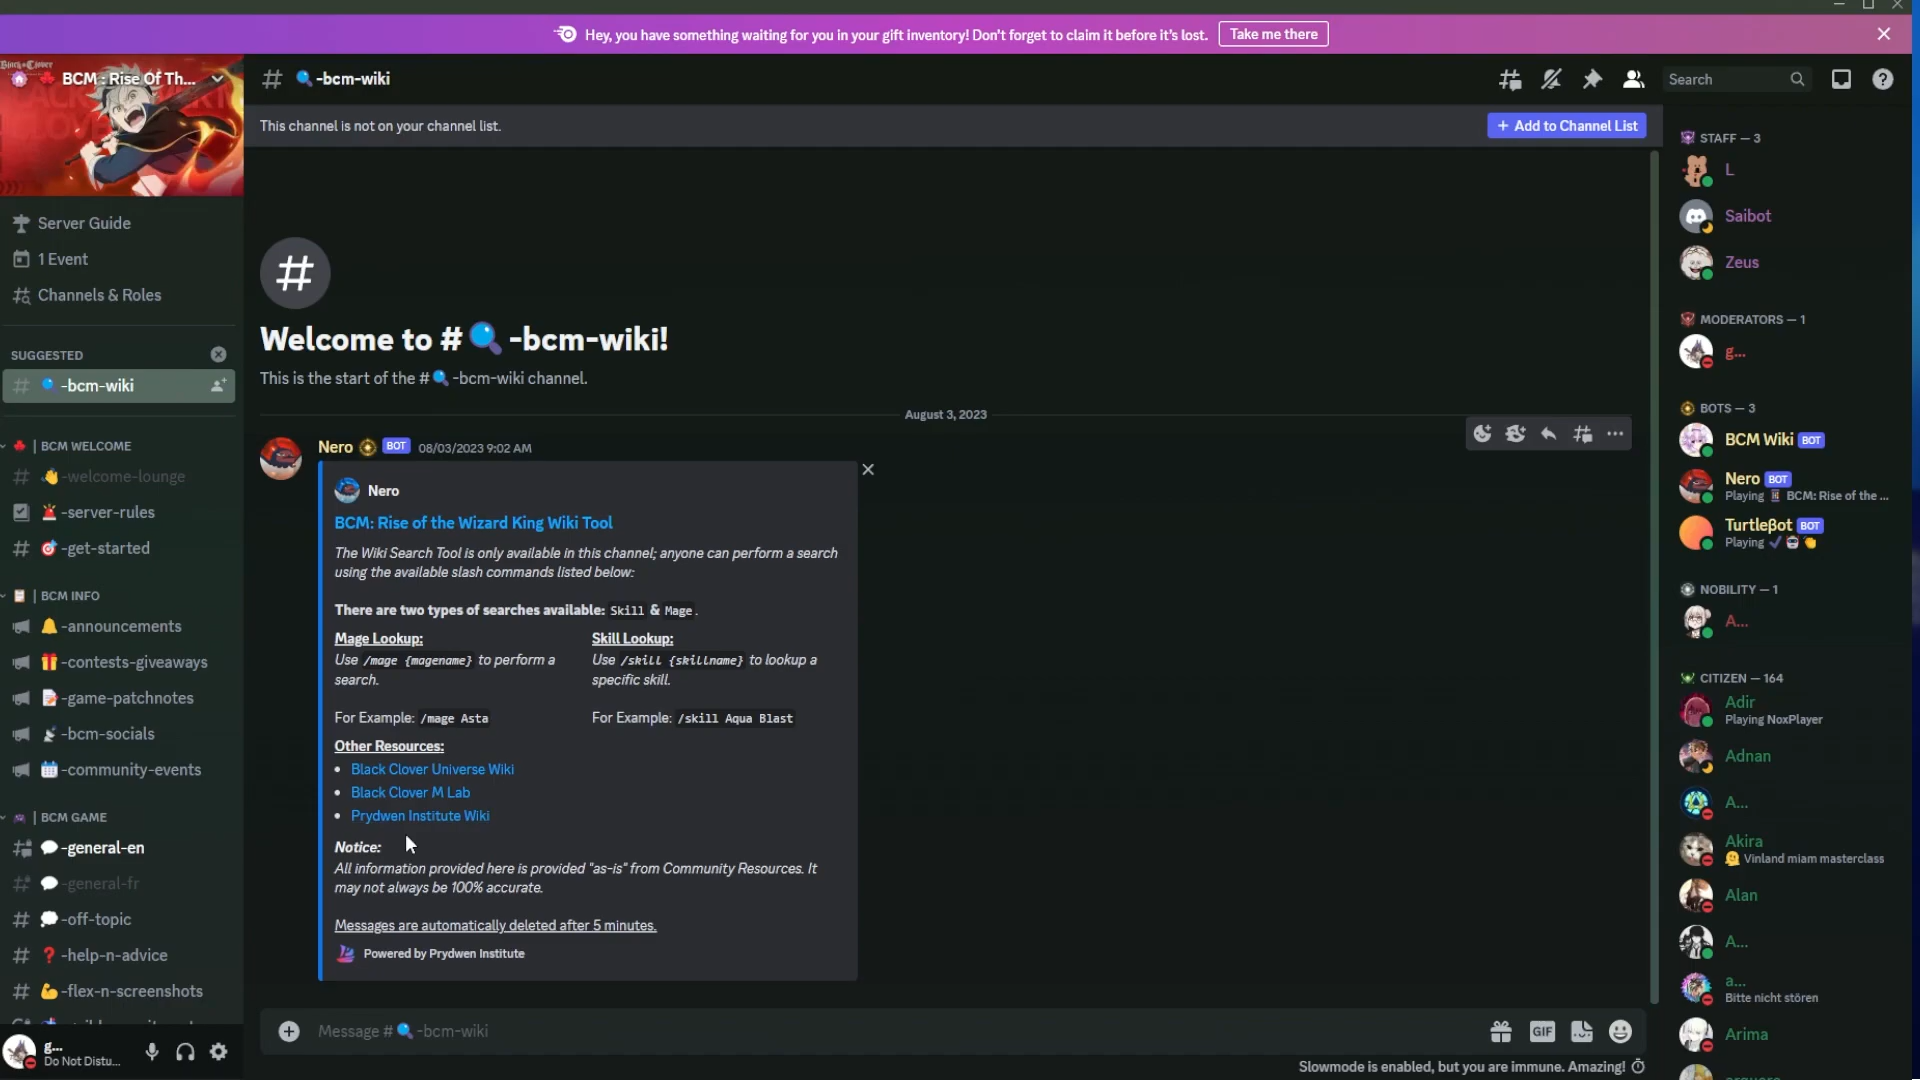 Hey, you have something waiting for you in your gift inventory! Don't forget to claim it before it's lost.
Take me there
BCM : Rise Of Th...
Server Guide
1 Event
Channels & Roles
SUGGESTED
-bcm-wiki
| BCM WELCOME
-welcome-lounge
-server-rules
-get-started
| BCM INFO
-announcements
-contests-giveaways
-game-patchnotes
-bcm-socials
-community-events
| BCM GAME
-general-en
-general-fr
-off-topic
-help-n-advice
-flex-n-screenshots
g...
Do Not Distu...
-bcm-wiki
Search
This channel is not on your channel list.
+ Add to Channel List
Welcome to # -bcm-wiki!
This is the start of the # -bcm-wiki channel.
August 3, 2023
Nero BOT 08/03/2023 9:02 AM
Nero
BCM: Rise of the Wizard King Wiki Tool
The Wiki Search Tool is only available in this channel; anyone can perform a search
using the available slash commands listed below:
There are two types of searches available: Skill & Mage.
Mage Lookup:
Use /mage {magename} to perform a
search.
For Example: /mage Asta
Skill Lookup:
Use /skill {skillname} to lookup a
specific skill.
For Example: /skill Aqua Blast
Other Resources:
• Black Clover Universe Wiki
• Black Clover M Lab
• Prydwen Institute Wiki
Notice:
All information provided here is provided "as-is" from Community Resources. It
may not always be 100% accurate.
Messages are automatically deleted after 5 minutes.
Powered by Prydwen Institute
Message # -bcm-wiki
GIF
Slowmode is enabled, but you are immune. Amazing!
STAFF — 3
L
Saibot
Zeus
MODERATORS — 1
g...
BOTS — 3
BCM Wiki BOT
Nero BOT
Playing BCM: Rise of the ...
Turtleβot BOT
Playing
NOBILITY — 1
A...
CITIZEN — 164
Adir
Playing NoxPlayer
Adnan
A...
Akira
Vinland miam masterclass
Alan
A...
a...
Bitte nicht stören
Arima